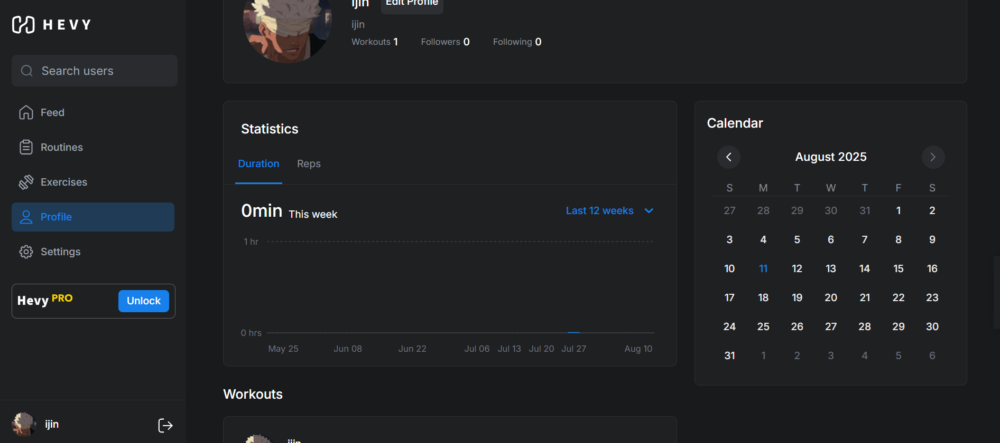 HEVY
Search users
Feed
Routines
Exercises
Profile
Settings
Hevy PRO
Unlock
ijin
ijin Edit Profile
ijin
Workouts 1 Followers 0 Following 0
Statistics
Duration Reps
0min This week
Last 12 weeks
1 hr
0 hrs
May 25 Jun 08 Jun 22 Jul 06 Jul 13 Jul 20 Jul 27 Aug 10
Calendar
August 2025
S M T W T F S
27 28 29 30 31 1 2
3 4 5 6 7 8 9
10 11 12 13 14 15 16
17 18 19 20 21 22 23
24 25 26 27 28 29 30
31 1 2 3 4 5 6
Workouts
ijin